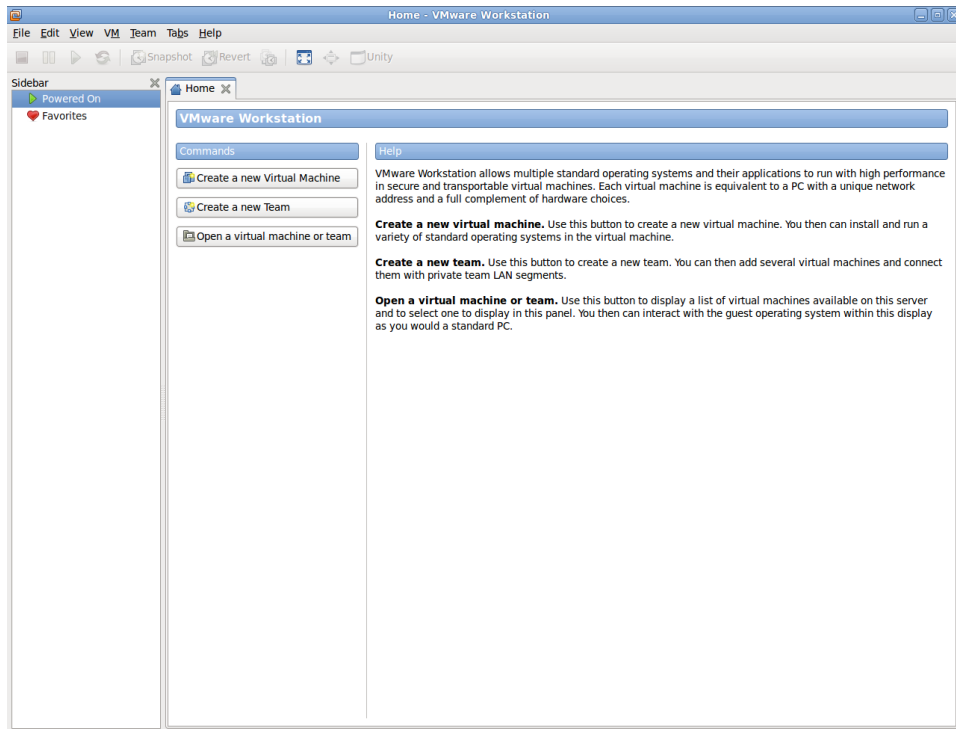 Home - VMware Workstation
File Edit View VM Team Tabs Help
Snapshot Revert Unity
Sidebar
Powered On
Favorites
Home
VMware Workstation
Commands
Create a new Virtual Machine
Create a new Team
Open a virtual machine or team
Help
VMware Workstation allows multiple standard operating systems and their applications to run with high performance
in secure and transportable virtual machines. Each virtual machine is equivalent to a PC with a unique network
address and a full complement of hardware choices.
Create a new virtual machine. Use this button to create a new virtual machine. You then can install and run a
variety of standard operating systems in the virtual machine.
Create a new team. Use this button to create a new team. You can then add several virtual machines and connect
them with private team LAN segments.
Open a virtual machine or team. Use this button to display a list of virtual machines available on this server
and to select one to display in this panel. You then can interact with the guest operating system within this display
as you would a standard PC.